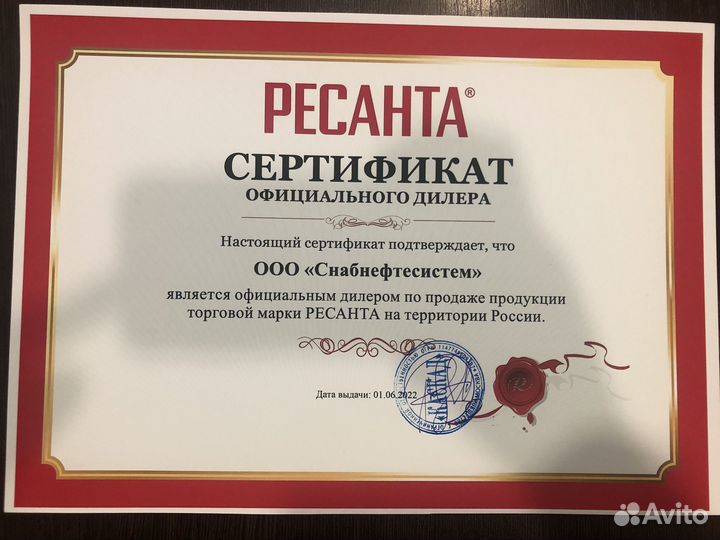 РЕСАНТА®
СЕРТИФИКАТ
ОФИЦИАЛЬНОГО ДИЛЕРА
Настоящий сертификат подтверждает, что
ООО «Снабнефтесистем»
является официальным дилером по продаже продукции
торговой марки РЕСАНТА на территории России.
Дата выдачи: 01.06.2022
Avito